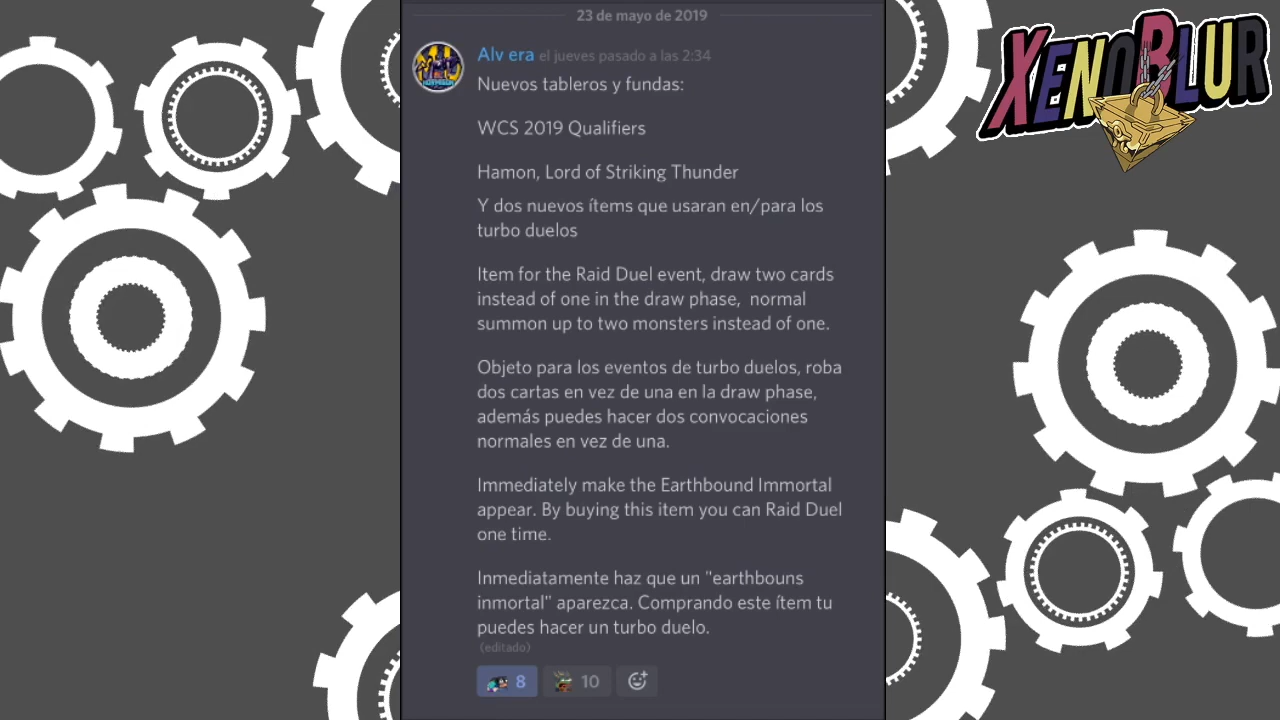 23 de mayo de 2019
XENOBLUR
Alv era el jueves pasado a las 2:34
Nuevos tableros y fundas:
WCS 2019 Qualifiers
Hamon, Lord of Striking Thunder
Y dos nuevos ítems que usaran en/para los
turbo duelos
Item for the Raid Duel event, draw two cards
instead of one in the draw phase, normal
summon up to two monsters instead of one.
Objeto para los eventos de turbo duelos, roba
dos cartas en vez de una en la draw phase,
además puedes hacer dos convocaciones
normales en vez de una.
Immediately make the Earthbound Immortal
appear. By buying this item you can Raid Duel
one time.
Inmediatamente haz que un "earthbouns
inmortal" aparezca. Comprando este ítem tu
puedes hacer un turbo duelo.
(editado)
8 10